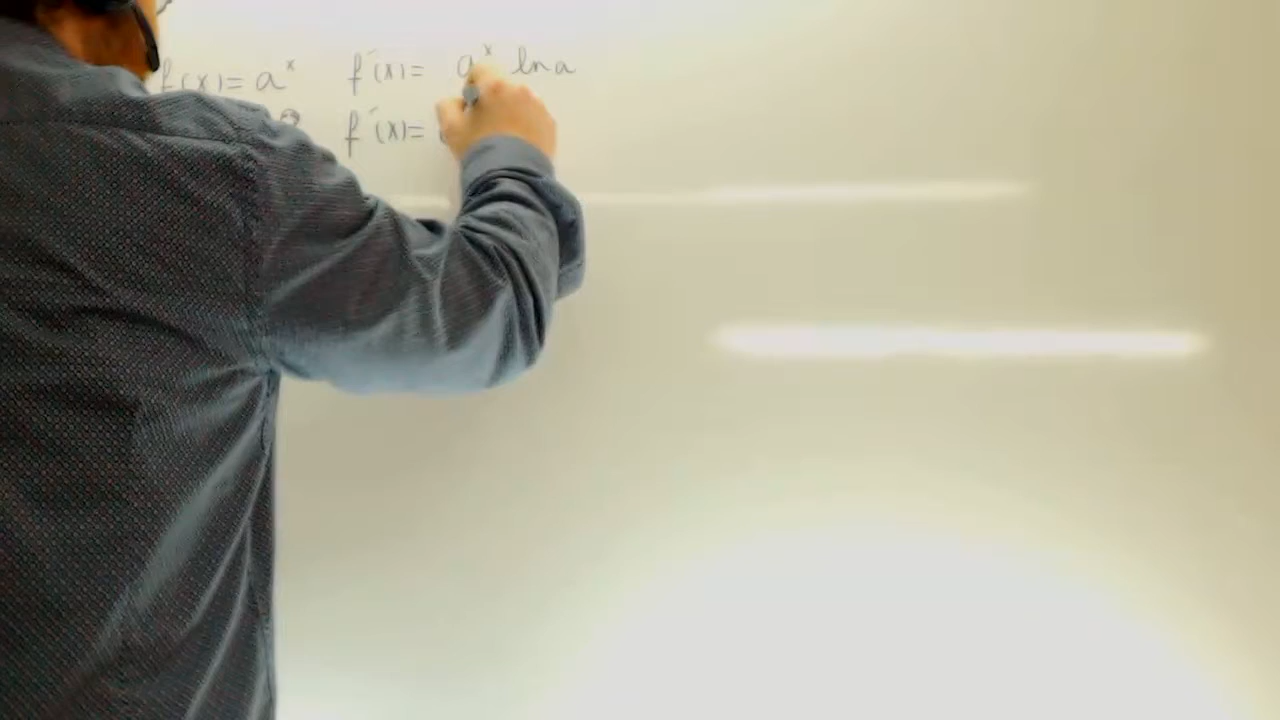 f(x) = a^x f´(x) = a^x ln a
f´(x) =